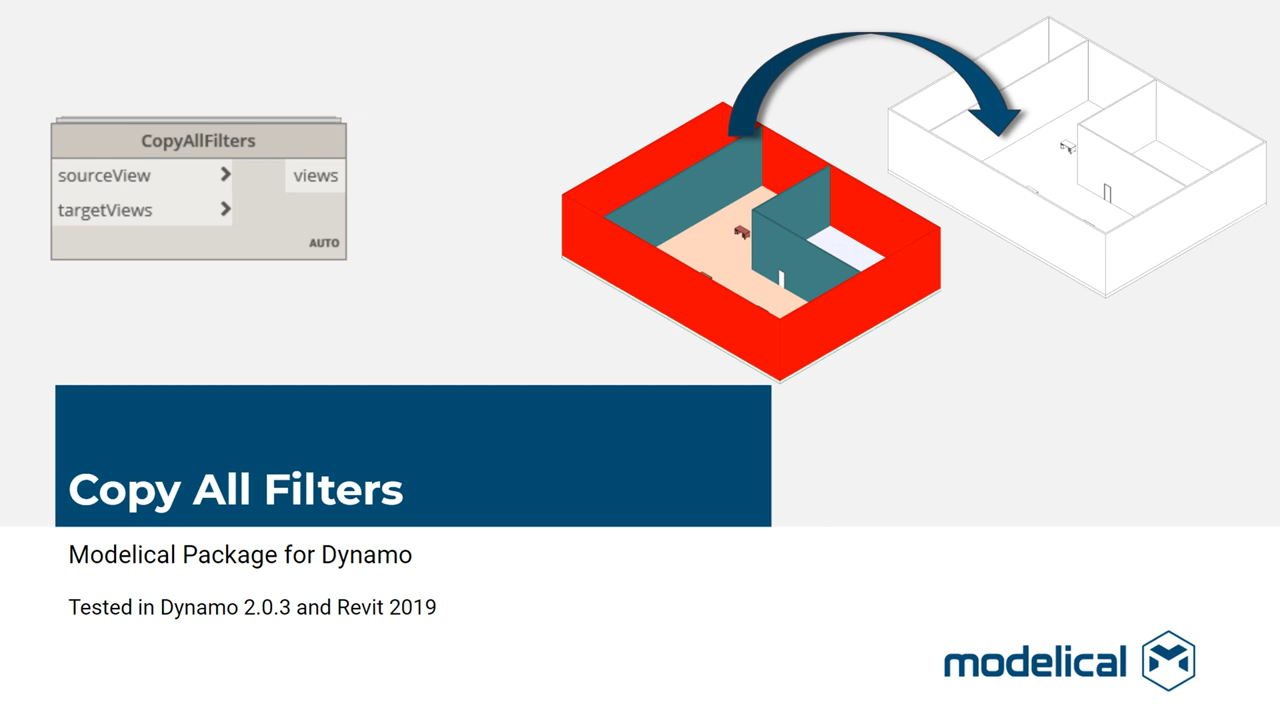 CopyAllFilters
sourceView
views
targetViews
AUTO
Copy All Filters
Modelical Package for Dynamo
Tested in Dynamo 2.0.3 and Revit 2019
modelical